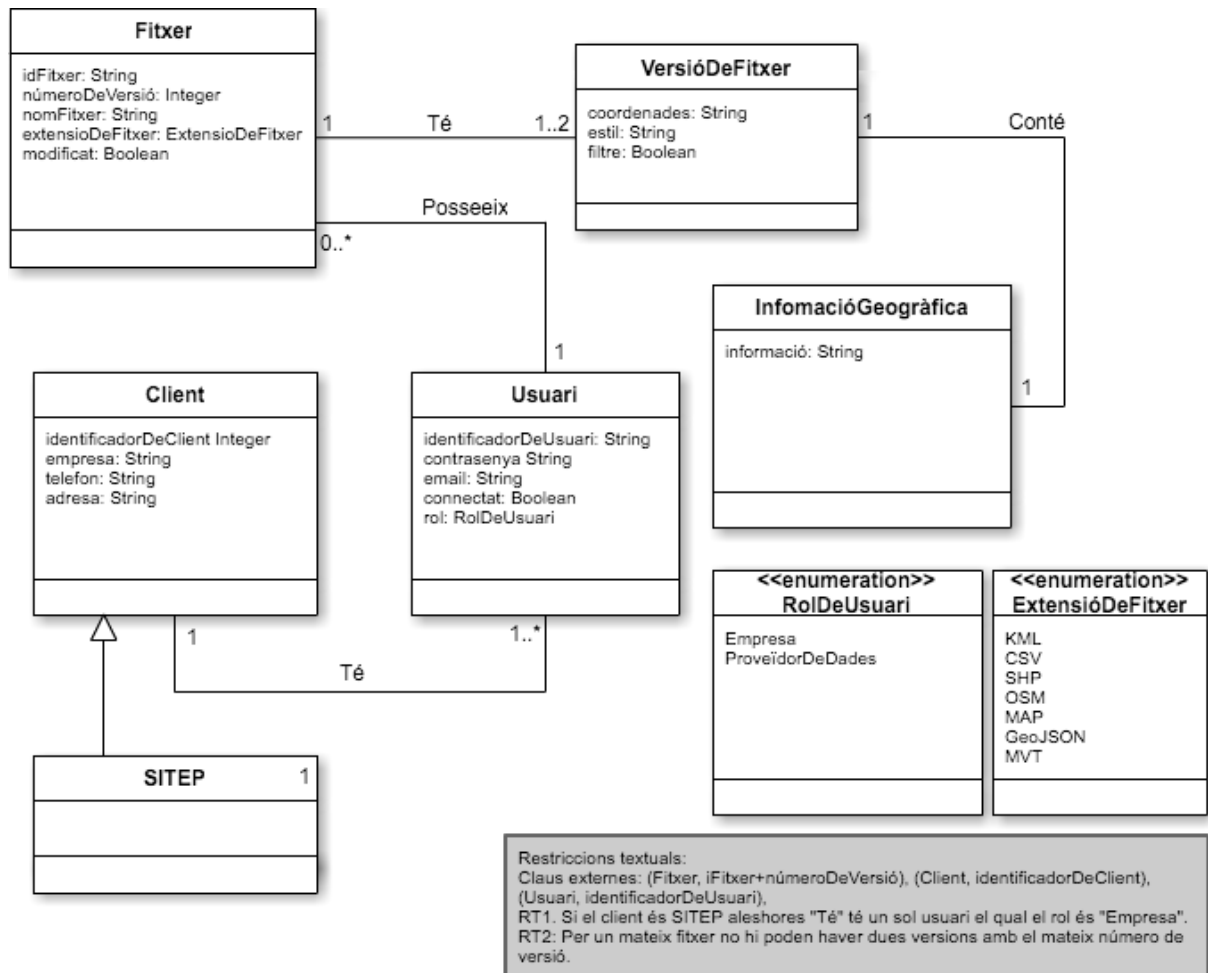 Fitxer
idFitxer: String
númeroDeVersió: Integer
nomFitxer: String
extensioDeFitxer: ExtensioDeFitxer
modificat: Boolean
1
Té
1..2
VersióDeFitxer
coordenades: String
estil: String
filtre: Boolean
1
Conté
Posseeix
0..*
1
InfomacióGeogràfica
informació: String
1
Client
identificadorDeClient Integer
empresa: String
telefon: String
adresa: String
Usuari
identificadorDeUsuari: String
contrasenya String
email: String
connectat: Boolean
rol: RolDeUsuari
1
1..*
Té
SITEP
1
<<enumeration>>
RolDeUsuari
Empresa
ProveïdorDeDades
<<enumeration>>
ExtensióDeFitxer
KML
CSV
SHP
OSM
MAP
GeoJSON
MVT
Restriccions textuals:
Claus externes: (Fitxer, iFitxer+númeroDeVersió), (Client, identificadorDeClient),
(Usuari, identificadorDeUsuari),
RT1. Si el client és SITEP aleshores "Té" té un sol usuari el qual el rol és "Empresa".
RT2: Per un mateix fitxer no hi poden haver dues versions amb el mateix número de
versió.